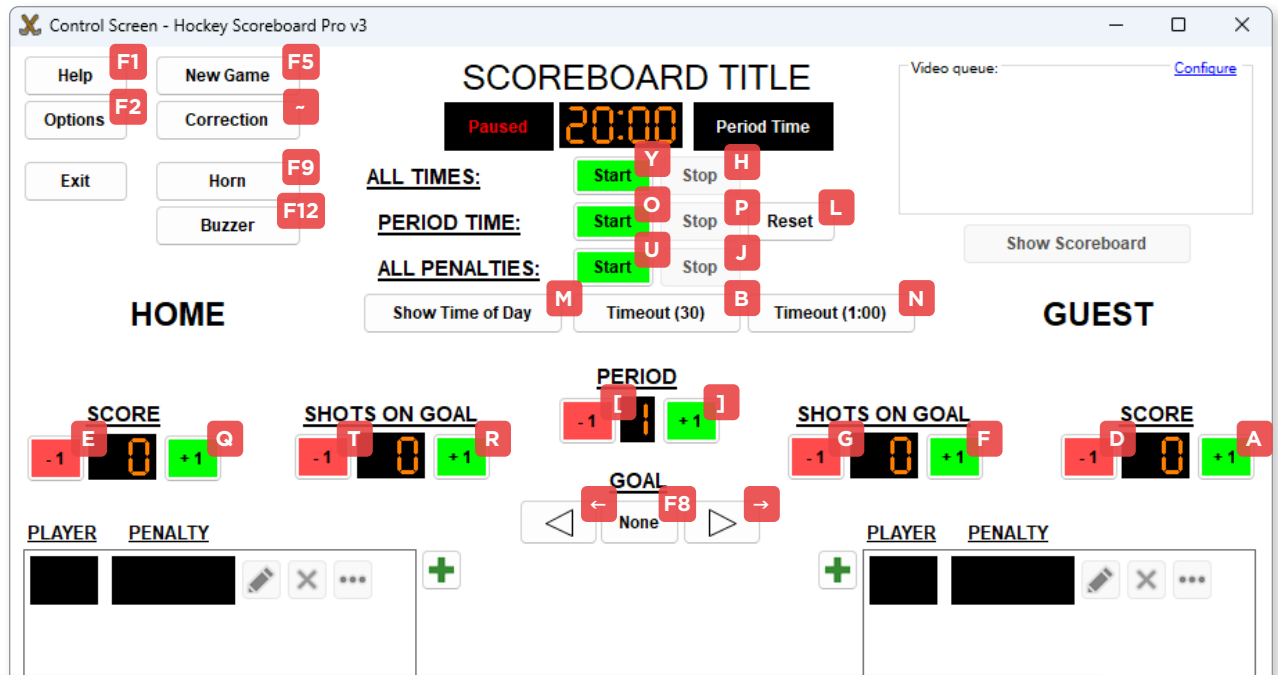 Control Screen - Hockey Scoreboard Pro v3
Help F1 New Game F5
Options F2 Correction ~
Exit Horn F9
Buzzer F12
SCOREBOARD TITLE
Paused 20:00 Period Time
ALL TIMES: Start Y Stop H
PERIOD TIME: Start O Stop P Reset L
ALL PENALTIES: Start U Stop J
Show Time of Day M Timeout (30) B Timeout (1:00) N
Video queue: Configure
Show Scoreboard
HOME
GUEST
PERIOD
- 1 [ 1 + 1 ]
SCORE
- 1 E 0 + 1 Q
SHOTS ON GOAL
- 1 T 0 + 1 R
SHOTS ON GOAL
- 1 G 0 + 1 F
SCORE
- 1 D 0 + 1 A
GOAL
← None F8 →
PLAYER PENALTY
PLAYER PENALTY